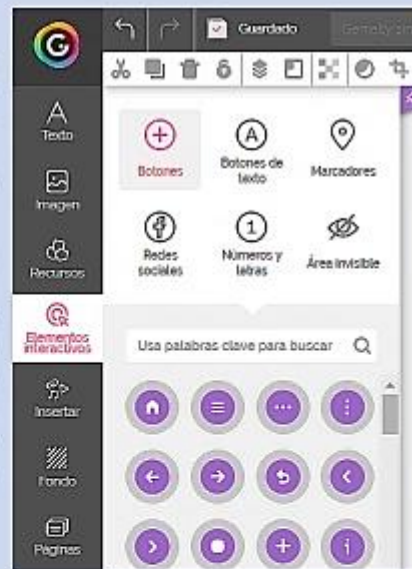 G
Guardado
A
Texto
Imagen
Recursos
Elementos
interactivos
Insertar
Fondo
Páginas
Botones
A
Botones de
texto
Marcadores
Redes
sociales
1
Números y
letras
Área invisible
Usa palabras clave para buscar